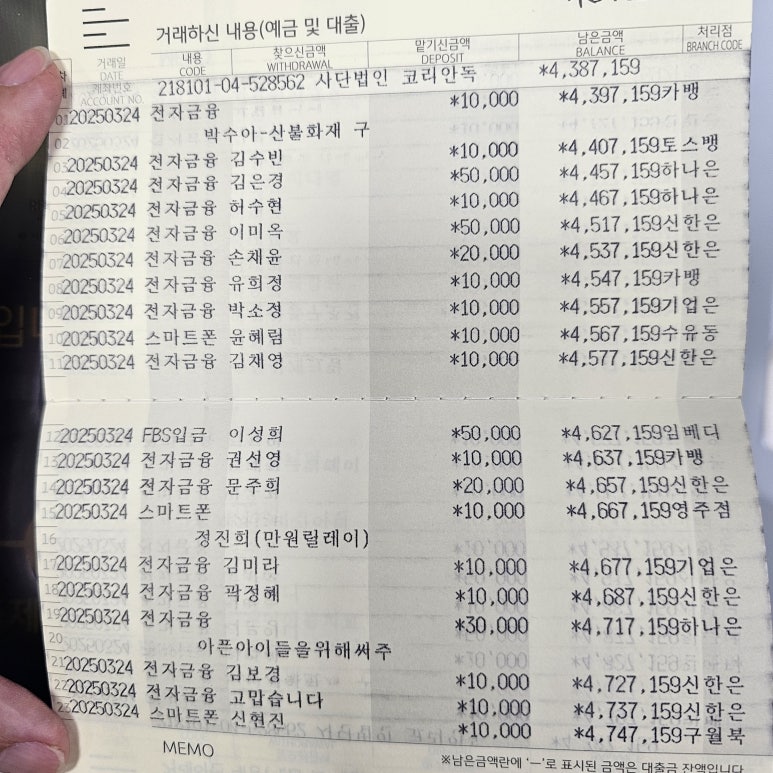 거래하신 내용(예금 및 대출)
거래일 DATE 계좌번호 ACCOUNT NO. 내용 CODE 찾으신금액 WITHDRAWAL 맡기신금액 DEPOSIT 남은금액 BALANCE 처리점 BRANCH CODE
218101-04-528562 사단법인 코리안독 *4,387,159
01 20250324 전자금융 *10,000 *4,397,159카뱅
02 박수아-산불화재 구
03 20250324 전자금융 김수빈 *10,000 *4,407,159토스뱅
04 20250324 전자금융 김은경 *50,000 *4,457,159하나은
05 20250324 전자금융 허수현 *10,000 *4,467,159하나은
06 20250324 전자금융 이미옥 *50,000 *4,517,159신한은
07 20250324 전자금융 손채윤 *20,000 *4,537,159신한은
08 20250324 전자금융 유희정 *10,000 *4,547,159카뱅
09 20250324 전자금융 박소정 *10,000 *4,557,159기업은
10 20250324 스마트폰 윤혜림 *10,000 *4,567,159수유동
11 20250324 전자금융 김채영 *10,000 *4,577,159신한은
12 20250324 FBS입금 이성희 *50,000 *4,627,159임베디
13 20250324 전자금융 권선영 *10,000 *4,637,159카뱅
14 20250324 전자금융 문주희 *20,000 *4,657,159신한은
15 20250324 스마트폰 *10,000 *4,667,159영주점
16 정진희(만원릴레이)
17 20250324 전자금융 김미라 *10,000 *4,677,159기업은
18 20250324 전자금융 곽정혜 *10,000 *4,687,159신한은
19 20250324 전자금융 *30,000 *4,717,159하나은
20 아픈아이들을위해써주
21 20250324 전자금융 김보경 *10,000 *4,727,159신한은
22 20250324 전자금융 고맙습니다 *10,000 *4,737,159신한은
23 20250324 스마트폰 신현진 *10,000 *4,747,159구월북
MEMO
※남은금액란에 '–'로 표시된 금액은 대출금 잔액입니다